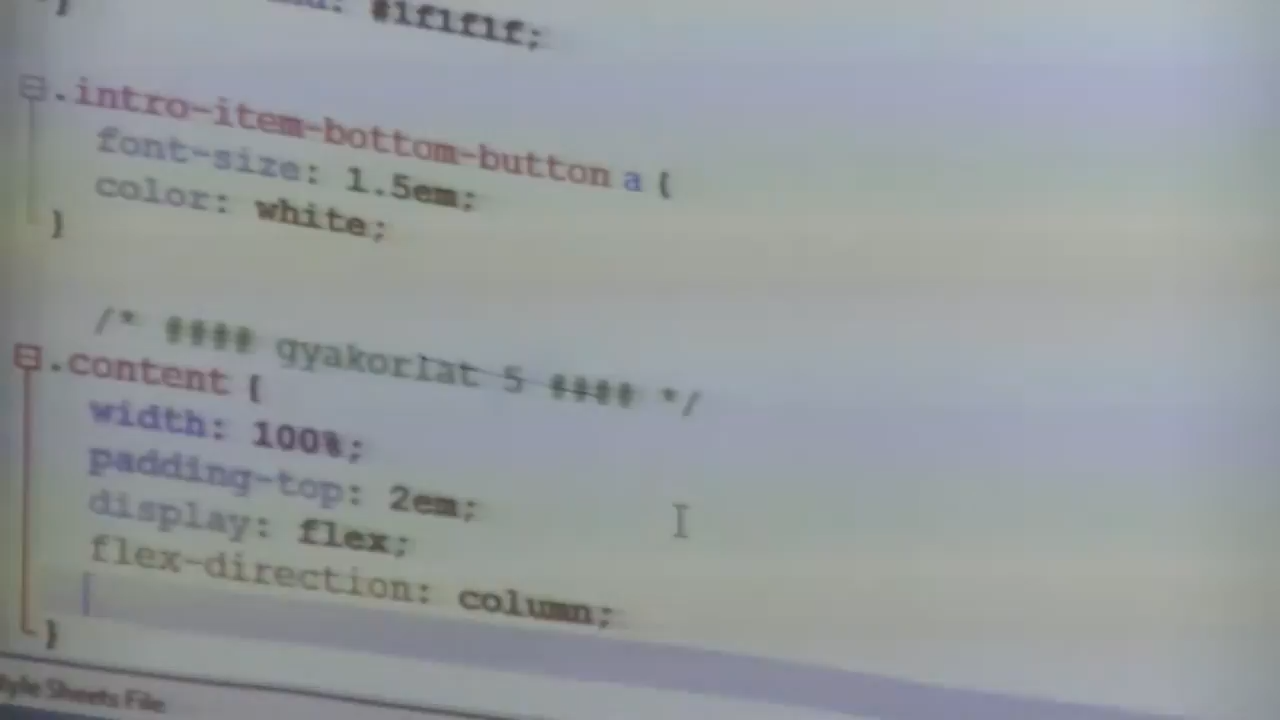 }
#1f1f1f;
.intro-item-bottom-button a {
font-size: 1.5em;
color: white;
}
/* #### gyakorlat 5 #### */
.content {
width: 100%;
padding-top: 2em;
display: flex;
flex-direction: column;
}
Style Sheets File